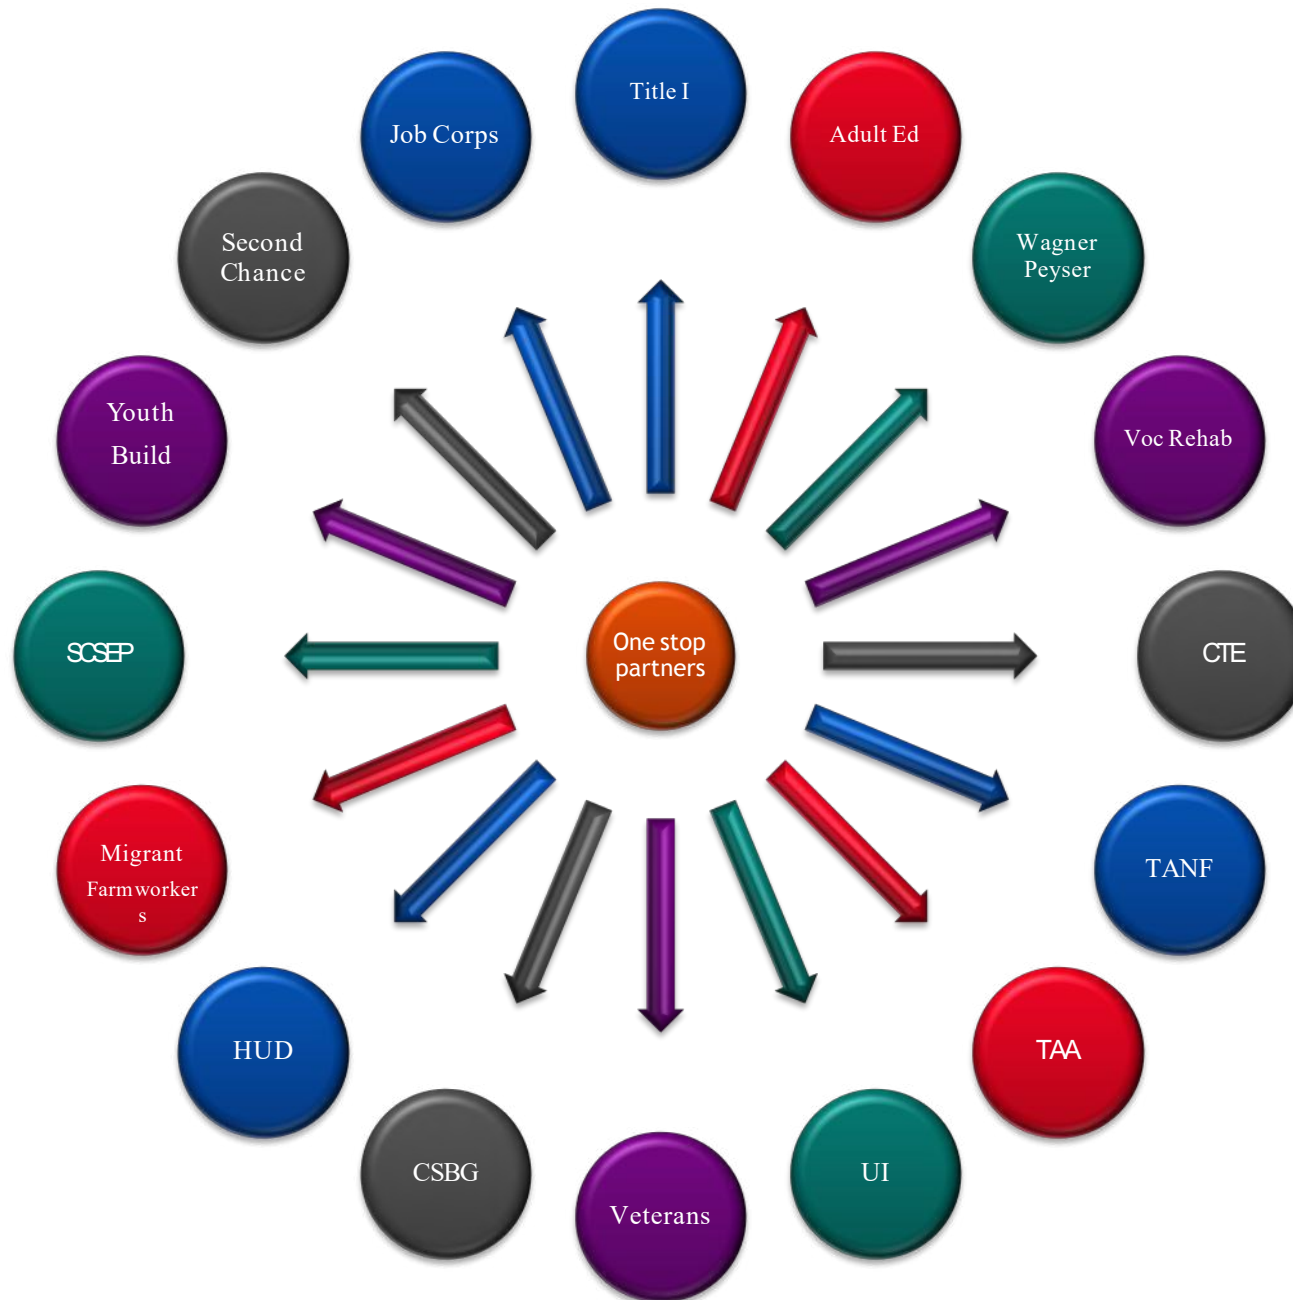 Title I
Job Corps
Adult Ed
Second
Chance
Wagner
Peyser
Youth
Build
Voc Rehab
One stop
partners
SCSEP
CTE
Migrant
Farmworker
s
TANF
HUD
TAA
CSBG
UI
Veterans